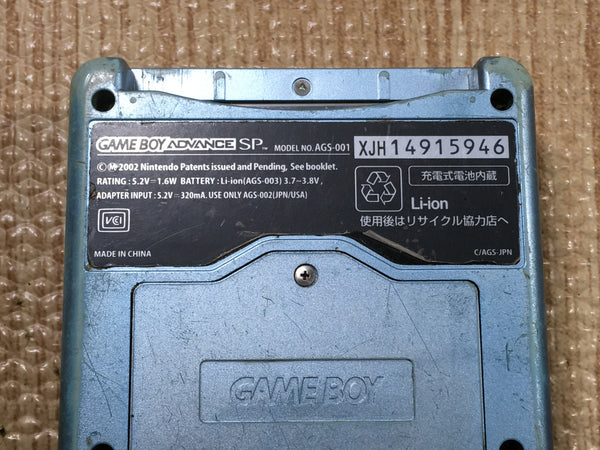 GAME BOY ADVANCE SP™ MODEL NO. AGS-001 XJH14915946
©Ⓜ2002 Nintendo Patents issued and Pending, See booklet.
RATING : 5.2V⎓1.6W BATTERY : Li-ion(AGS-003) 3.7~3.8V,
ADAPTER INPUT : 5.2V⎓320mA. USE ONLY AGS-002(JPN/USA)
VCI
MADE IN CHINA
充電式電池内蔵
Li-ion
使用後はリサイクル協力店へ
C/AGS-JPN
GAME BOY